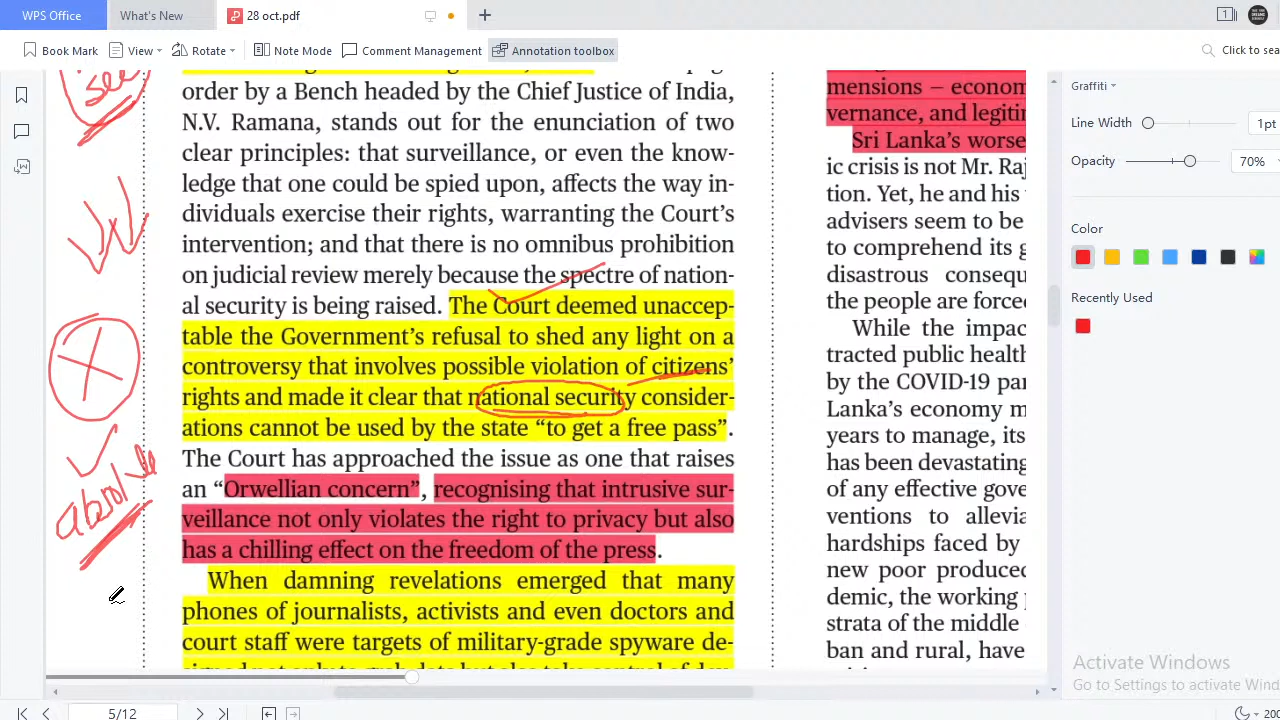 WPS Office
What's New
28 oct.pdf
1
Book Mark
View
Rotate
Note Mode
Comment Management
Annotation toolbox
Click to sea
see
order by a Bench headed by the Chief Justice of India,
N.V. Ramana, stands out for the enunciation of two
clear principles: that surveillance, or even the know-
ledge that one could be spied upon, affects the way in-
dividuals exercise their rights, warranting the Court's
intervention; and that there is no omnibus prohibition
on judicial review merely because the spectre of nation-
al security is being raised. The Court deemed unaccep-
table the Government's refusal to shed any light on a
controversy that involves possible violation of citizens'
rights and made it clear that national security consider-
ations cannot be used by the state "to get a free pass".
The Court has approached the issue as one that raises
an "Orwellian concern", recognising that intrusive sur-
veillance not only violates the right to privacy but also
has a chilling effect on the freedom of the press.
When damning revelations emerged that many
phones of journalists, activists and even doctors and
court staff were targets of military-grade spyware de-
absolve
mensions – econom
vernance, and legitin
Sri Lanka's worse
ic crisis is not Mr. Raj
tion. Yet, he and his
advisers seem to be
to comprehend its g
disastrous consequ
the people are forced
While the impac
tracted public health
by the COVID-19 pan
Lanka's economy m
years to manage, its
has been devastating
of any effective gove
ventions to allevia
hardships faced by
new poor produced
demic, the working p
strata of the middle
ban and rural, have
Graffiti
Line Width
1pt
Opacity
70%
Color
Recently Used
Activate Windows
Go to Settings to activate Wind
5/12
200